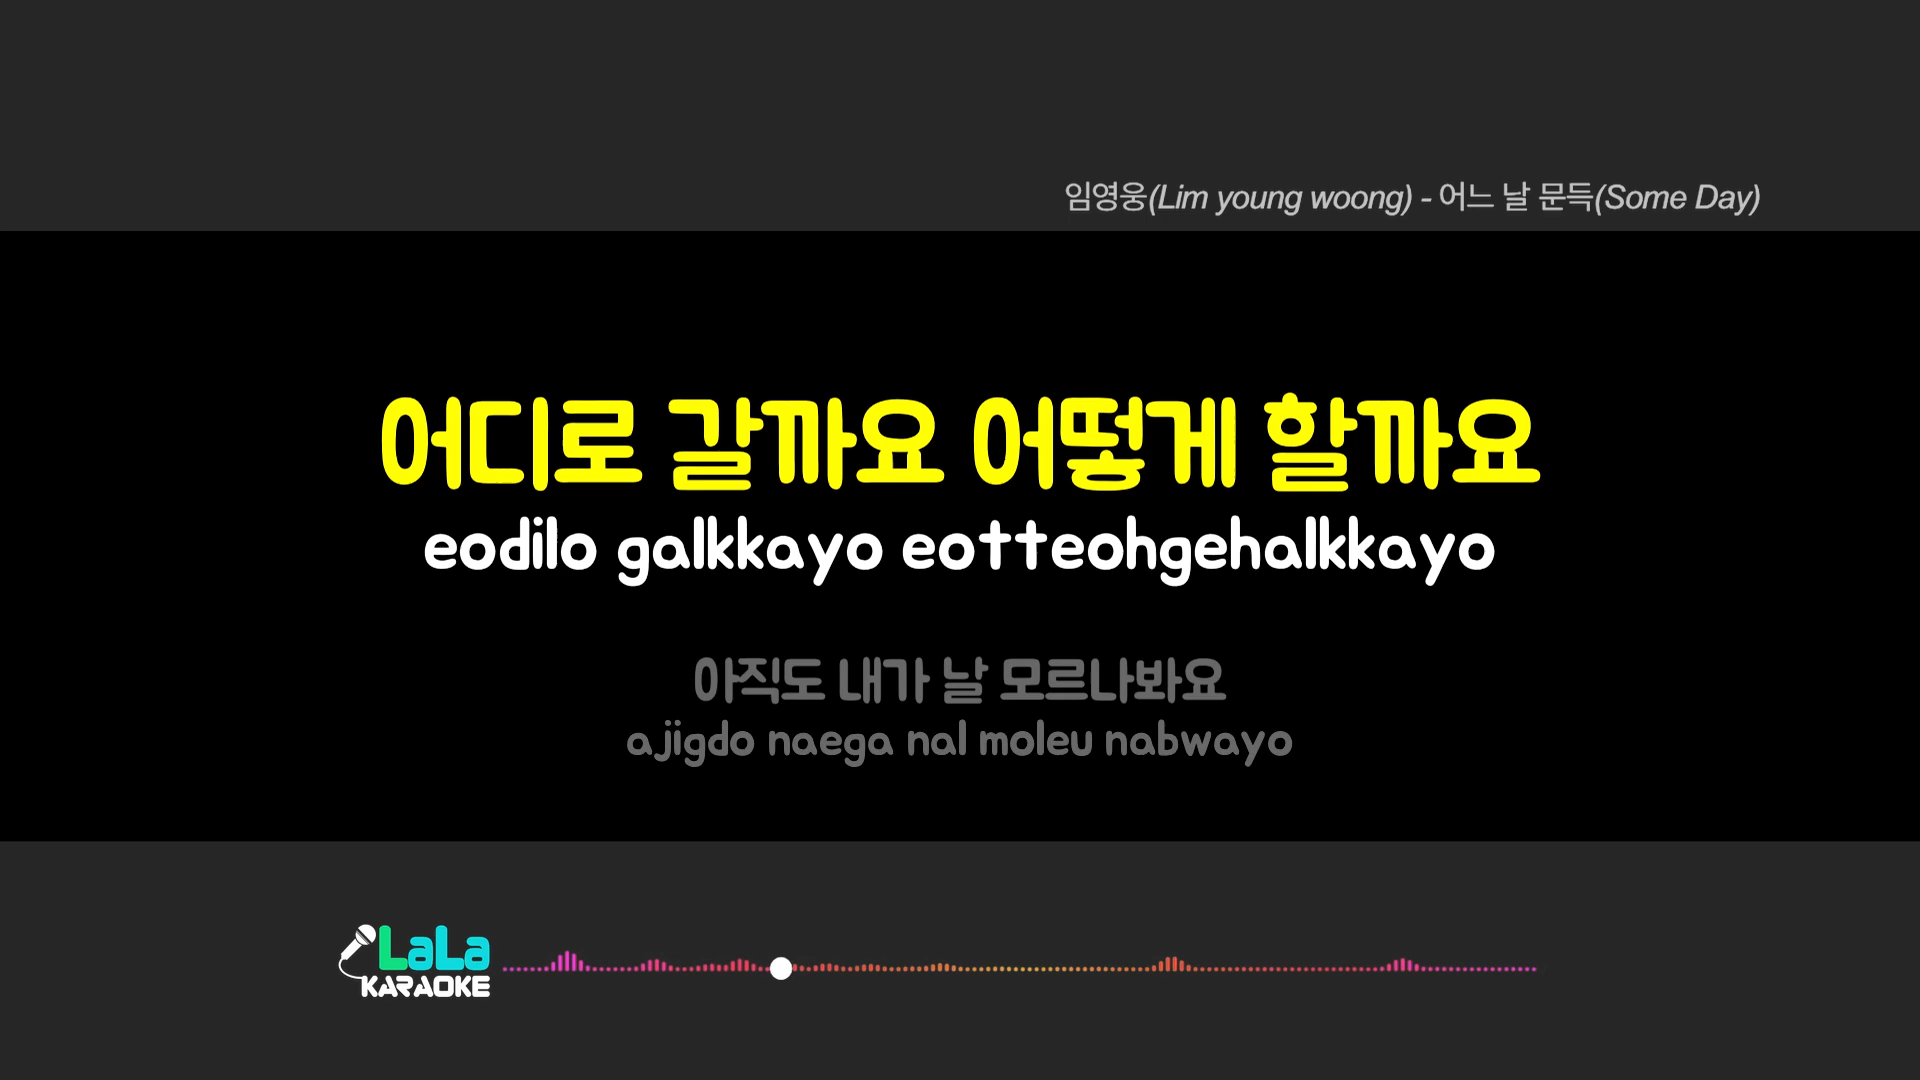 임영웅(Lim young woong) - 어느 날 문득(Some Day)
어디로 갈까요 어떻게 할까요
eodilo galkkayo eotteohgehalkkayo
아직도 내가 날 모르나봐요
ajigdo naega nal moleu nabwayo
LaLa
KARAOKE